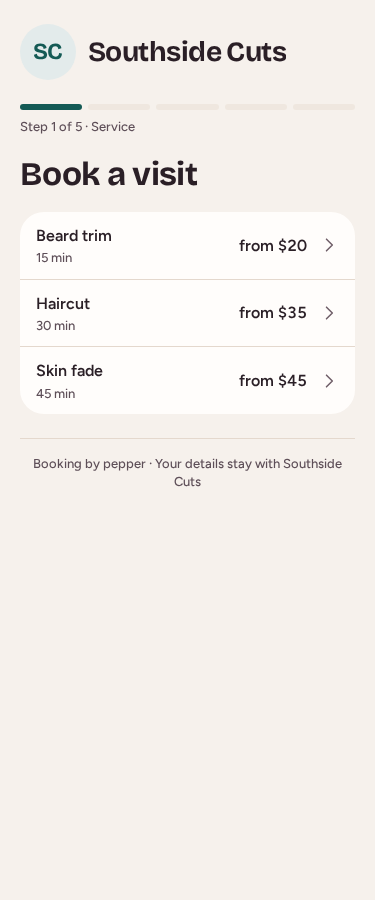 SC
Southside Cuts
Step 1 of 5 · Service
Book a visit
Beard trim
15 min
from $20
Haircut
30 min
from $35
Skin fade
45 min
from $45
Booking by pepper · Your details stay with Southside
Cuts